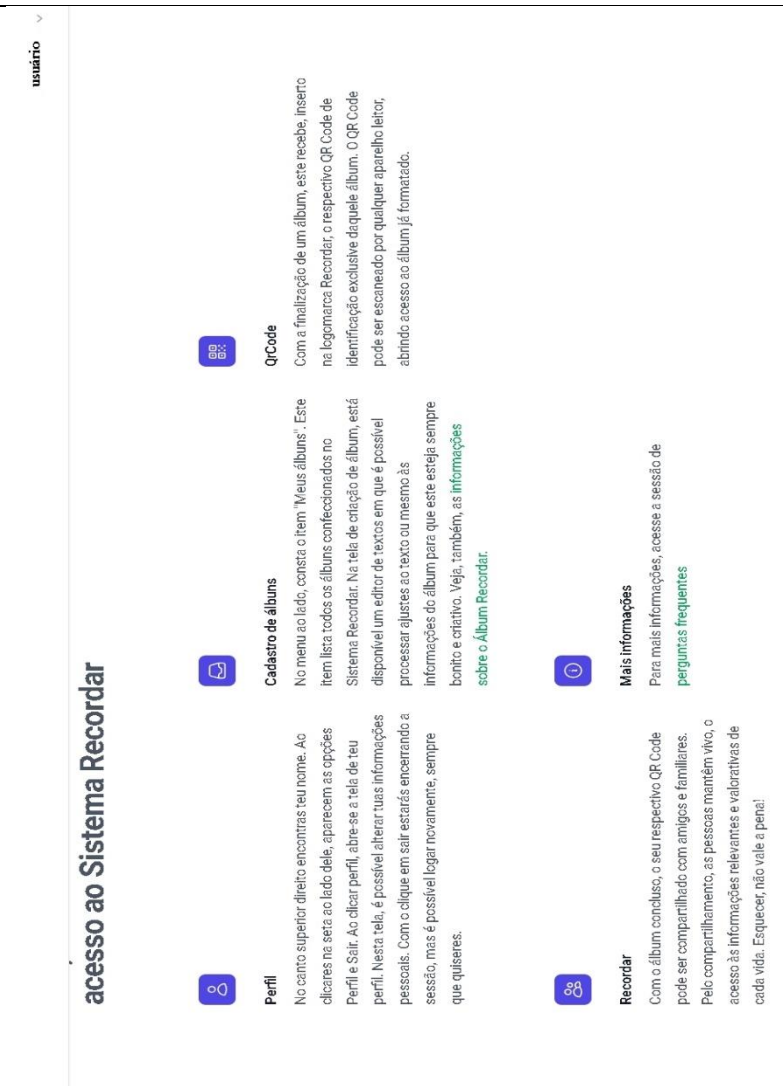 usuário
acesso ao Sistema Recordar
Perfil
No canto superior direito encontras teu nome. Ao
clicares na seta ao lado dele, aparecem as opções
Perfil e Sair. Ao clicar perfil, abre-se a tela de teu
perfil. Nesta tela, é possível alterar tuas informações
pessoais. Com o clique em sair estarás encerrando a
sessão, mas é possível logar novamente, sempre
que quiseres.
Cadastro de álbuns
No menu ao lado, consta o item "Meus álbuns". Este
item lista todos os álbuns confeccionados no
Sistema Recordar. Na tela de criação de álbum, está
disponível um editor de textos em que é possível
processar ajustes ao texto ou mesmo às
informações do álbum para que este esteja sempre
bonito e criativo. Veja, também, as informações
sobre o Álbum Recordar.
QrCode
Com a finalização de um álbum, este recebe, inserto
na logomarca Recordar, o respectivo QR Code de
identificação exclusive daquele álbum. O QR Code
pode ser escaneado por qualquer aparelho leitor,
abrindo acesso ao álbum já formatado.
Recordar
Com o álbum concluso, o seu respectivo QR Code
pode ser compartilhado com amigos e familiares.
Pelo compartilhamento, as pessoas mantêm vivo, o
acesso às informações relevantes e valorativas de
cada vida. Esquecer, não vale a pena!
Mais informações
Para mais informações, acesse a sessão de
perguntas frequentes